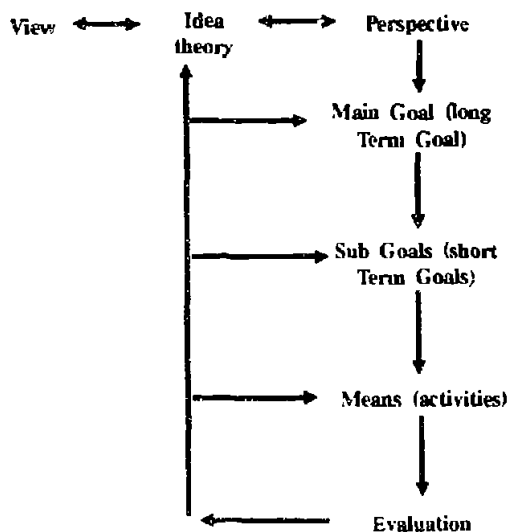 View
Idea
theory
Perspective
Main Goal (long
Term Goal)
Sub Goals (short
Term Goals)
Means (activities)
Evaluation